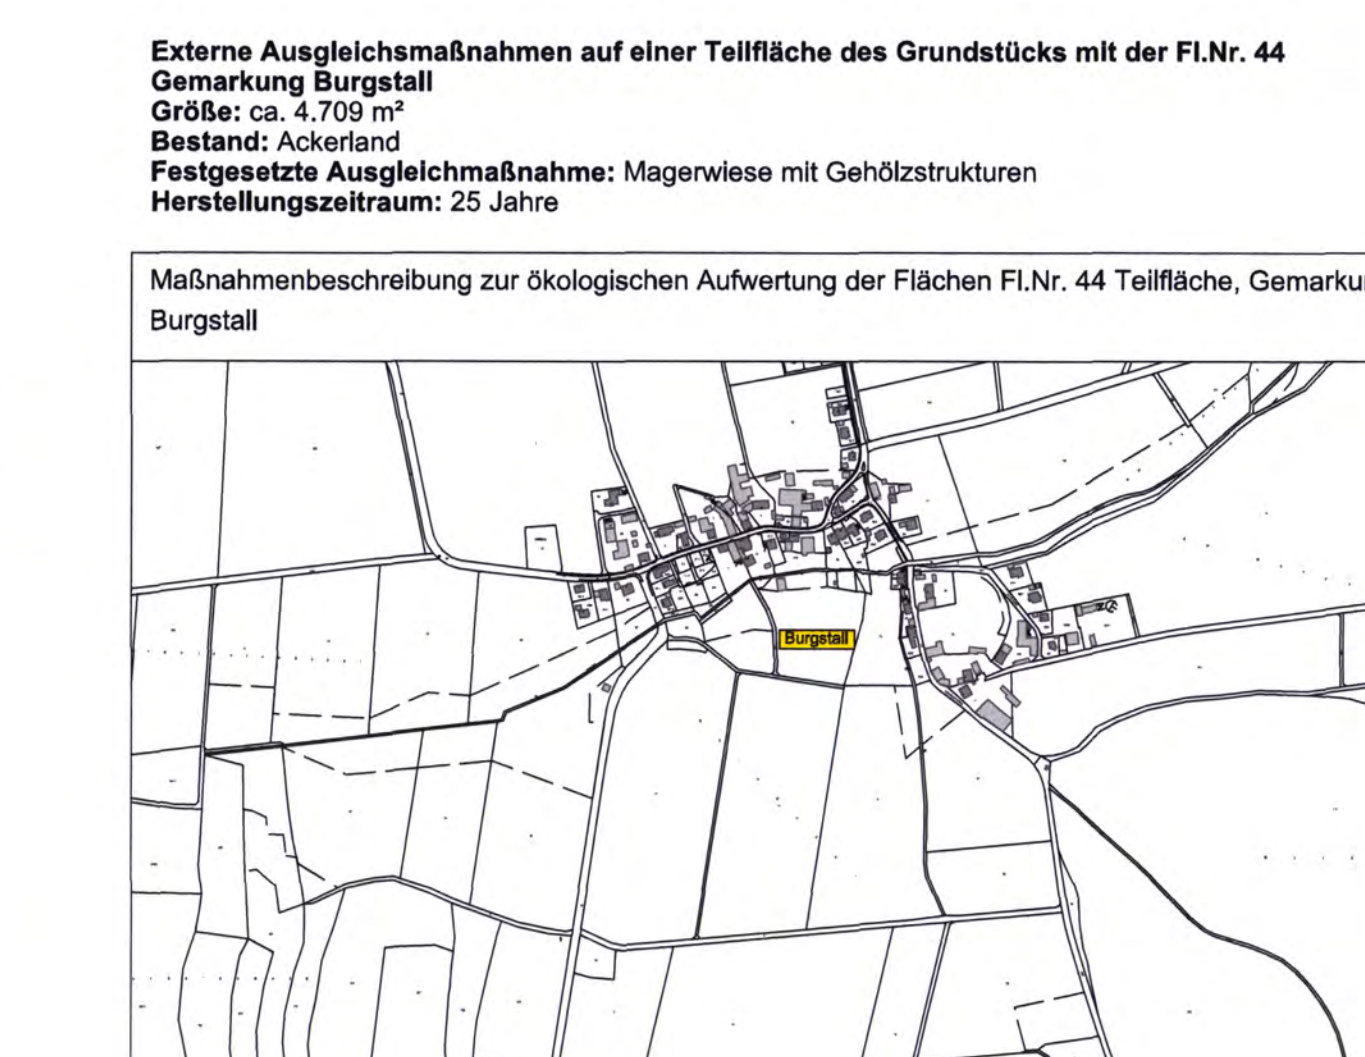 Externe Ausgleichsmaßnahmen auf einer Teilfläche des Grundstücks mit der Fl.Nr. 44
Gemarkung Burgstall
Größe: ca. 4.709 m²
Bestand: Ackerland
Festgesetzte Ausgleichmaßnahme: Magerwiese mit Gehölzstrukturen
Herstellungszeitraum: 25 Jahre
Maßnahmenbeschreibung zur ökologischen Aufwertung der Flächen Fl.Nr. 44 Teilfläche, Gemarku
Burgstall
Burgstall